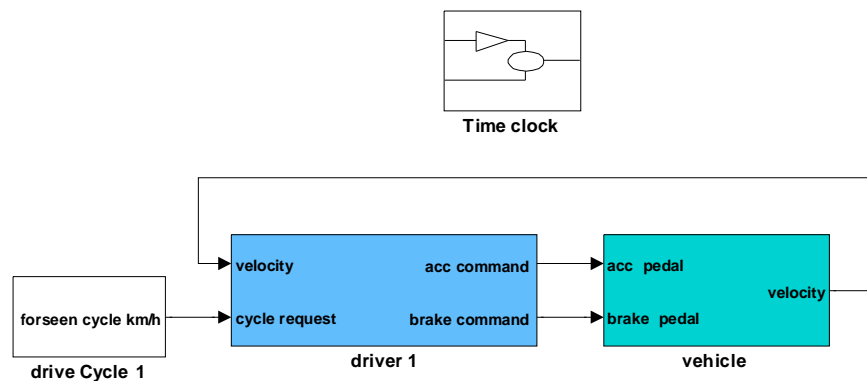 Time clock
velocity
acc command
acc pedal
velocity
forseen cycle km/h
cycle request
brake command
brake pedal
drive Cycle 1
driver 1
vehicle